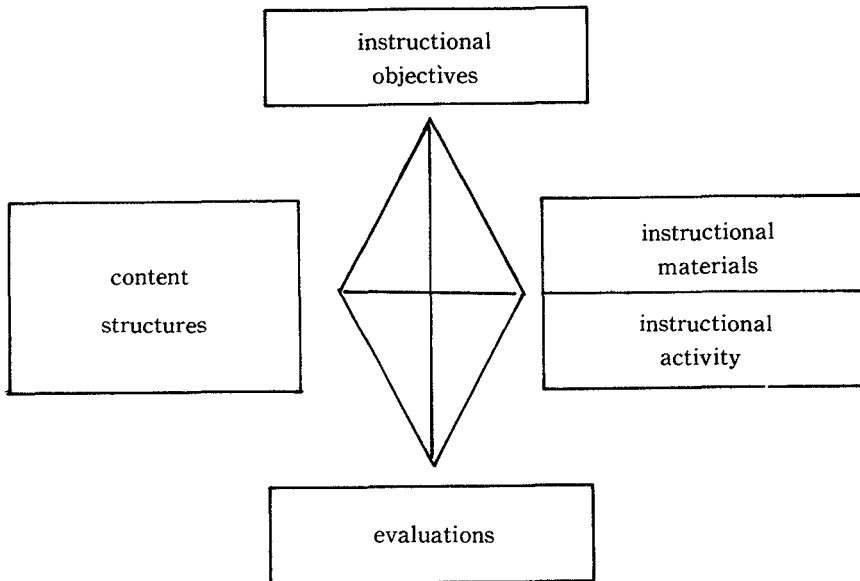 instructional
objectives
content
structures
instructional
materials
instructional
activity
evaluations